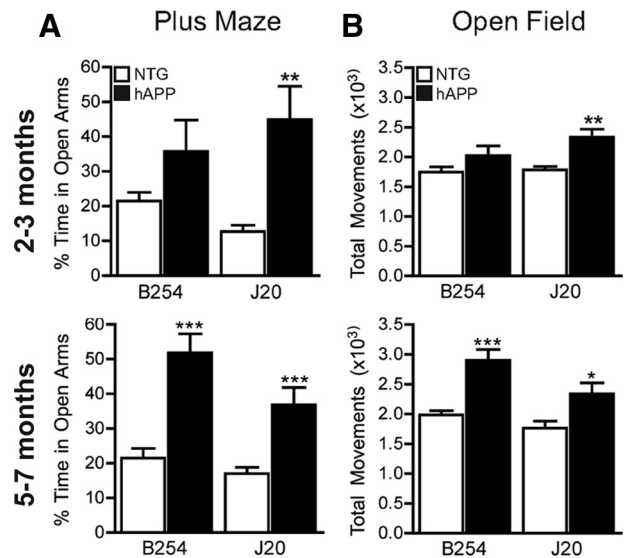 A Plus Maze B Open Field
2-3 months
% Time in Open Arms
60
50
40
30
20
10
0
NTG
hAPP
**
B254 J20
Total Movements (x10³)
3.5
3.0
2.5
2.0
1.5
1.0
0.5
0.0
NTG
hAPP
**
B254 J20
5-7 months
% Time in Open Arms
60
50
40
30
20
10
0
***
***
B254 J20
Total Movements (x10³)
3.5
3.0
2.5
2.0
1.5
1.0
0.5
0.0
***
*
B254 J20